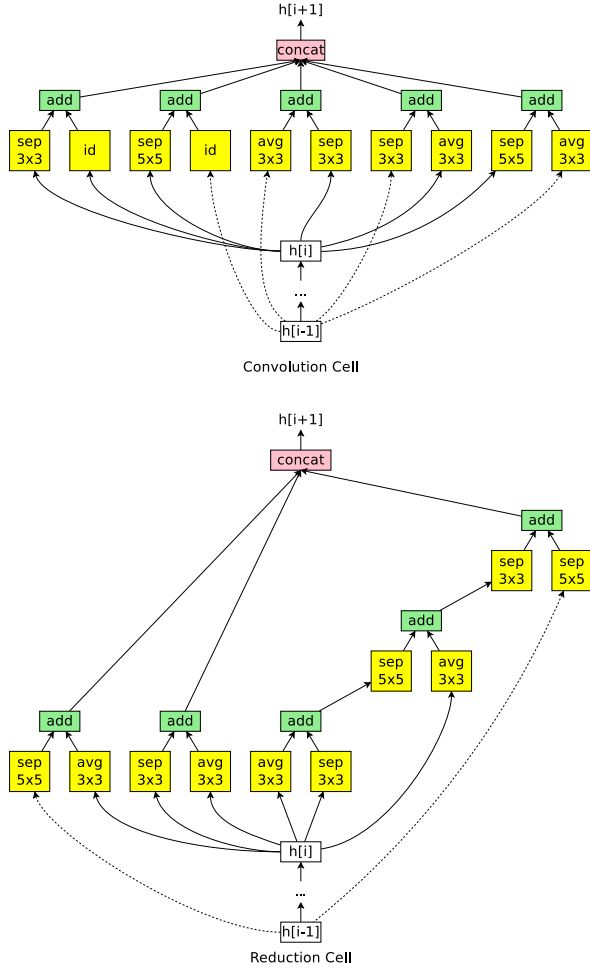 h[i+1]
concat
add add add add add
sep 3x3 id sep 5x5 id avg 3x3 sep 3x3 sep 3x3 avg 3x3 sep 5x5 avg 3x3
h[i]
...
h[i-1]
Convolution Cell
h[i+1]
concat
add
sep 3x3 sep 5x5
add
sep 5x5 avg 3x3
add add add
sep 5x5 avg 3x3 sep 3x3 avg 3x3 avg 3x3 sep 3x3
h[i]
...
h[i-1]
Reduction Cell